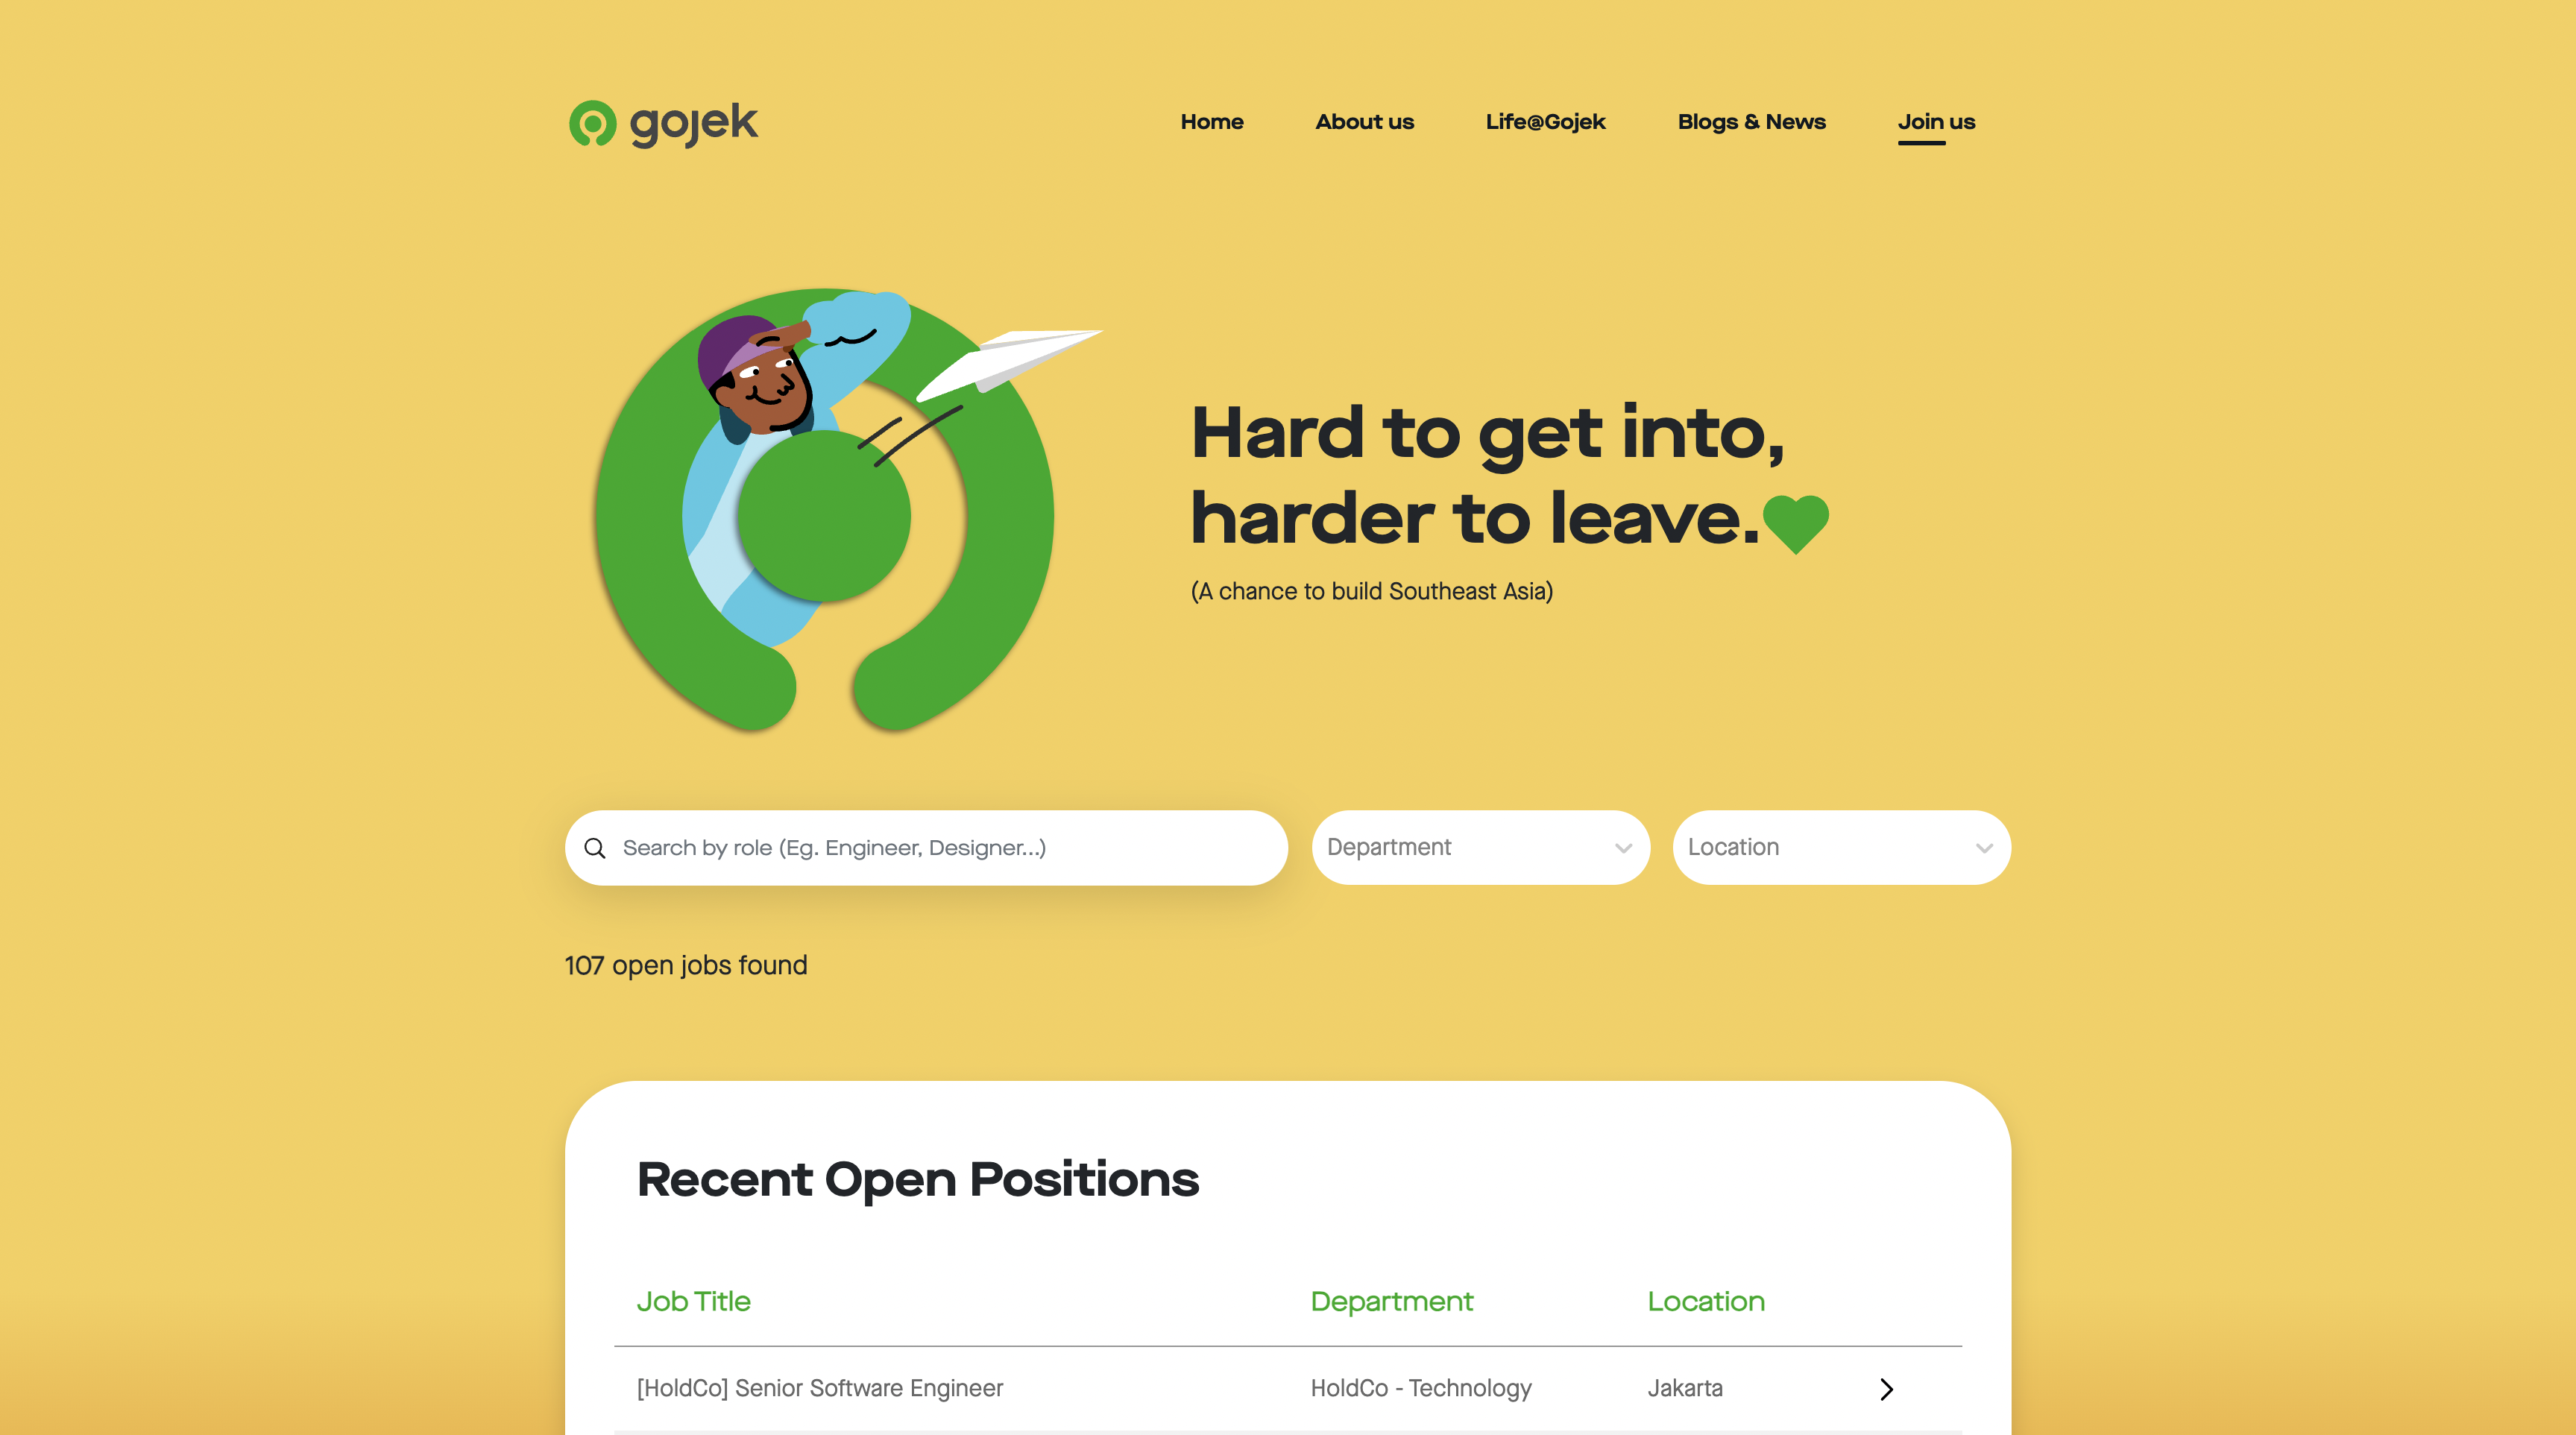 gojek
Home
About us
Life@Gojek
Blogs & News
Join us
Hard to get into,
harder to leave.
(A chance to build Southeast Asia)
Search by role (Eg. Engineer, Designer...)
Department
Location
107 open jobs found
Recent Open Positions
Job Title
Department
Location
[HoldCo] Senior Software Engineer
HoldCo - Technology
Jakarta